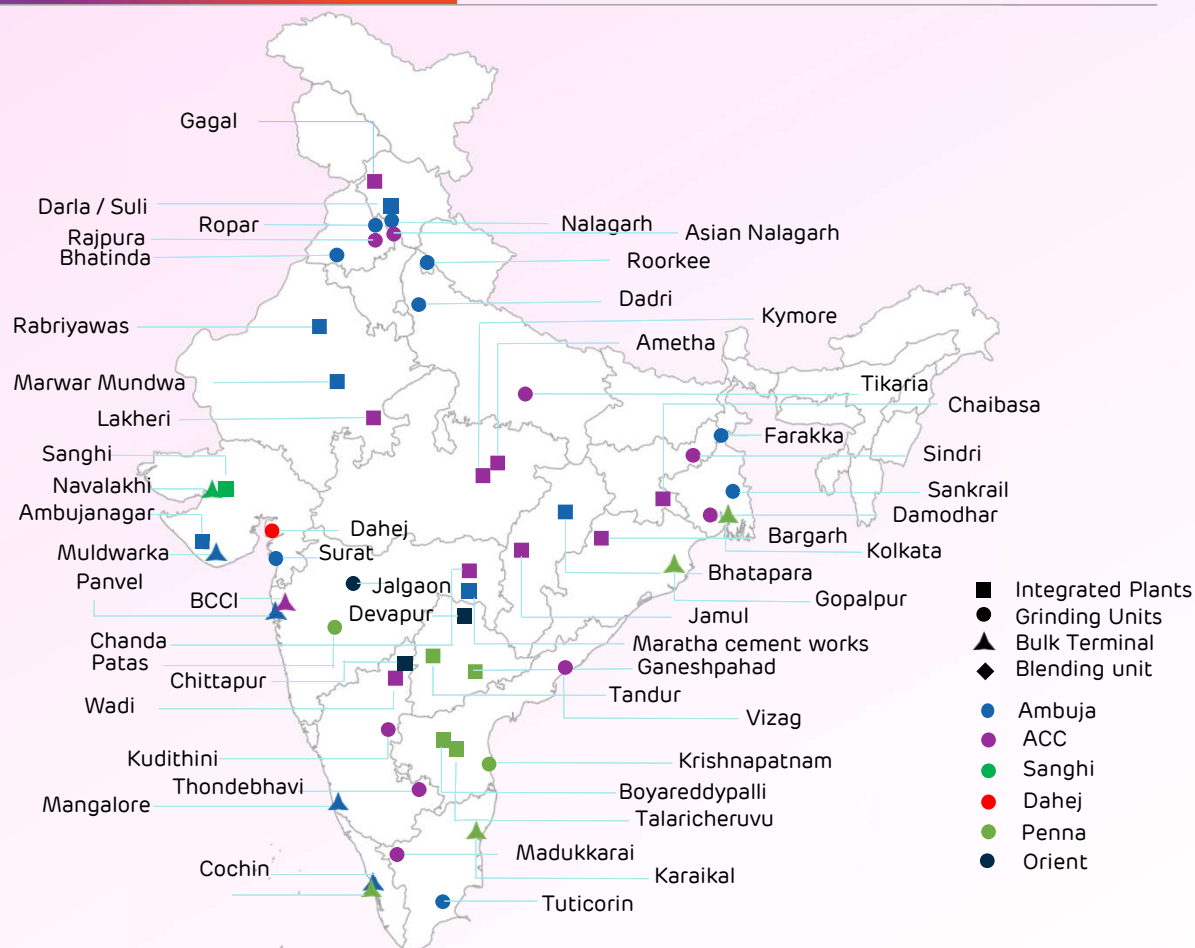 Gagal
Darla / Suli
Ropar
Nalagarh
Rajpura
Asian Nalagarh
Bhatinda
Roorkee
Dadri
Rabriyawas
Kymore
Ametha
Marwar Mundwa
Tikaria
Lakheri
Chaibasa
Farakka
Sanghi
Sindri
Navalakhi
Sankrail
Ambujanagar
Damodhar
Dahej
Bargarh
Muldwarka
Surat
Kolkata
Panvel
Jalgaon
Bhatapara
BCCI
Gopalpur
Devapur
Jamul
Chanda
Maratha cement works
Patas
Ganeshpahad
Chittapur
Tandur
Wadi
Vizag
Kudithini
Krishnapatnam
Thondebhavi
Boyareddypalli
Mangalore
Talaricheruvu
Madukkarai
Cochin
Karaikal
Tuticorin
Integrated Plants
Grinding Units
Bulk Terminal
Blending unit
Ambuja
ACC
Sanghi
Dahej
Penna
Orient